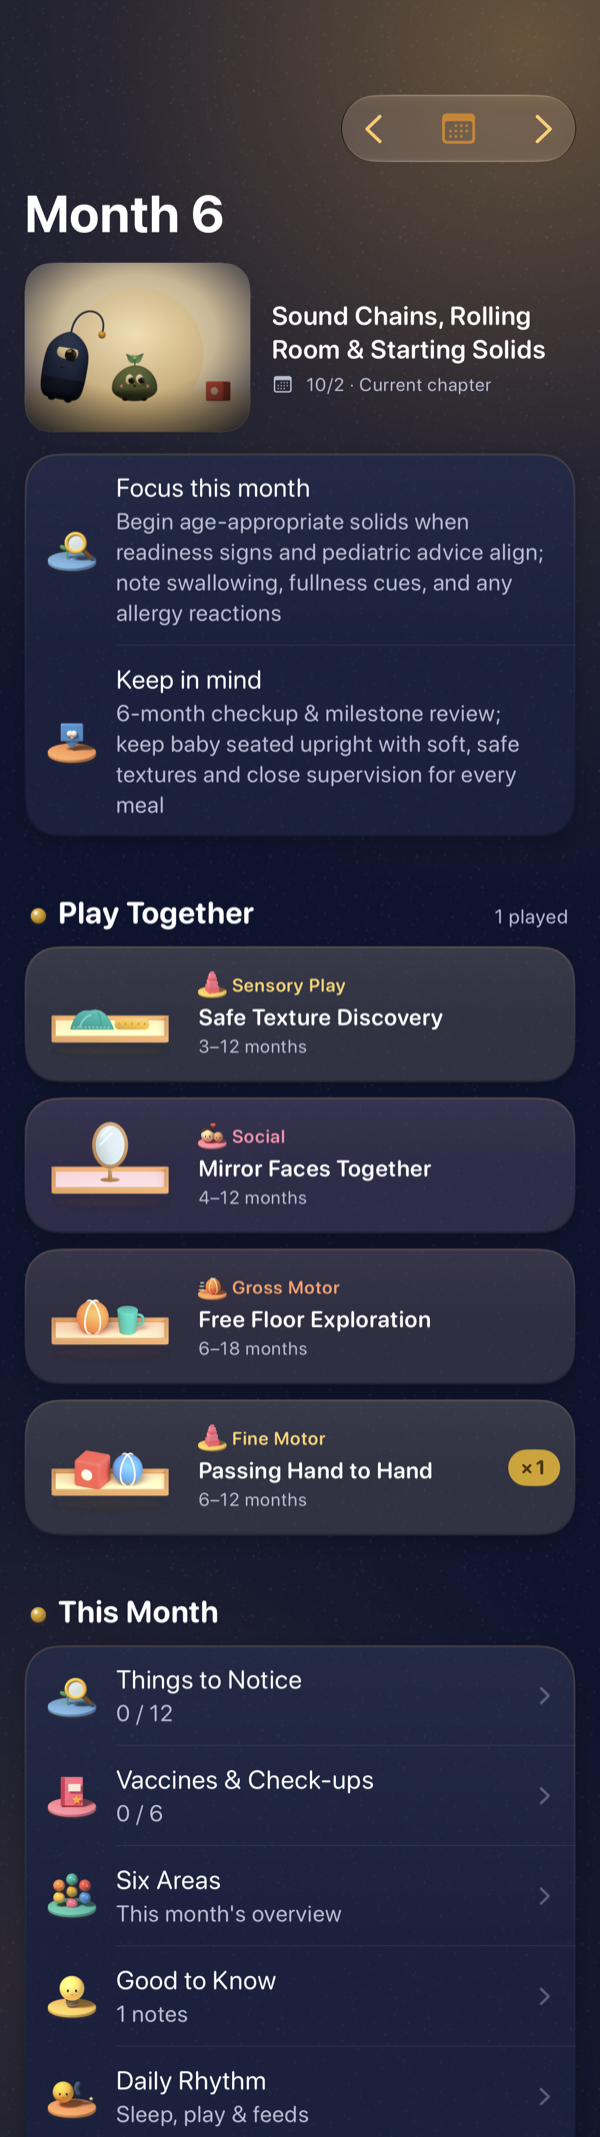 Month 6
Sound Chains, Rolling
Room & Starting Solids
10/2 · Current chapter
Focus this month
Begin age-appropriate solids when
readiness signs and pediatric advice align;
note swallowing, fullness cues, and any
allergy reactions
Keep in mind
6-month checkup & milestone review;
keep baby seated upright with soft, safe
textures and close supervision for every
meal
Play Together
1 played
Sensory Play
Safe Texture Discovery
3–12 months
Social
Mirror Faces Together
4–12 months
Gross Motor
Free Floor Exploration
6–18 months
Fine Motor
Passing Hand to Hand
6–12 months
×1
This Month
Things to Notice
0 / 12
Vaccines & Check-ups
0 / 6
Six Areas
This month's overview
Good to Know
1 notes
Daily Rhythm
Sleep, play & feeds